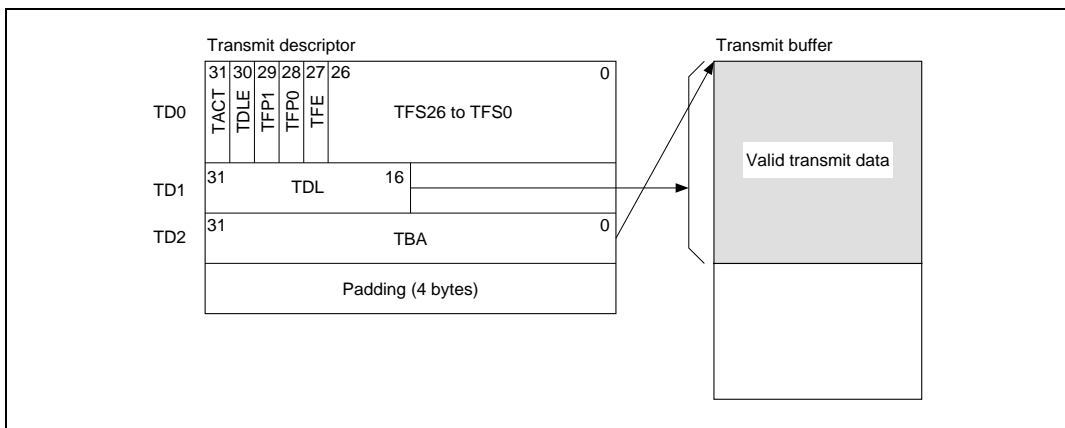 Transmit descriptor
Transmit buffer
31 30 29 28 27 26 0
TD0
TACT
TDLE
TFP1
TFP0
TFE
TFS26 to TFS0
Valid transmit data
TD1
31 16
TDL
TD2
31 0
TBA
Padding (4 bytes)